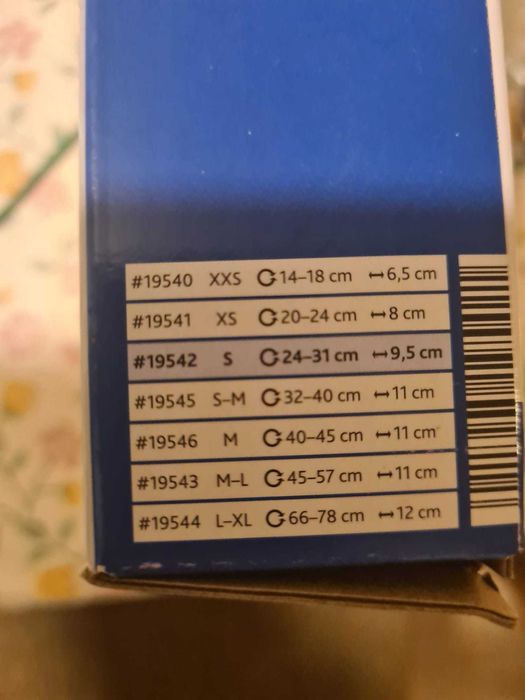 #19540 XXS 14–18 cm 6,5 cm
#19541 XS 20–24 cm 8 cm
#19542 S 24–31 cm 9,5 cm
#19545 S–M 32–40 cm 11 cm
#19546 M 40–45 cm 11 cm
#19543 M–L 45–57 cm 11 cm
#19544 L–XL 66–78 cm 12 cm